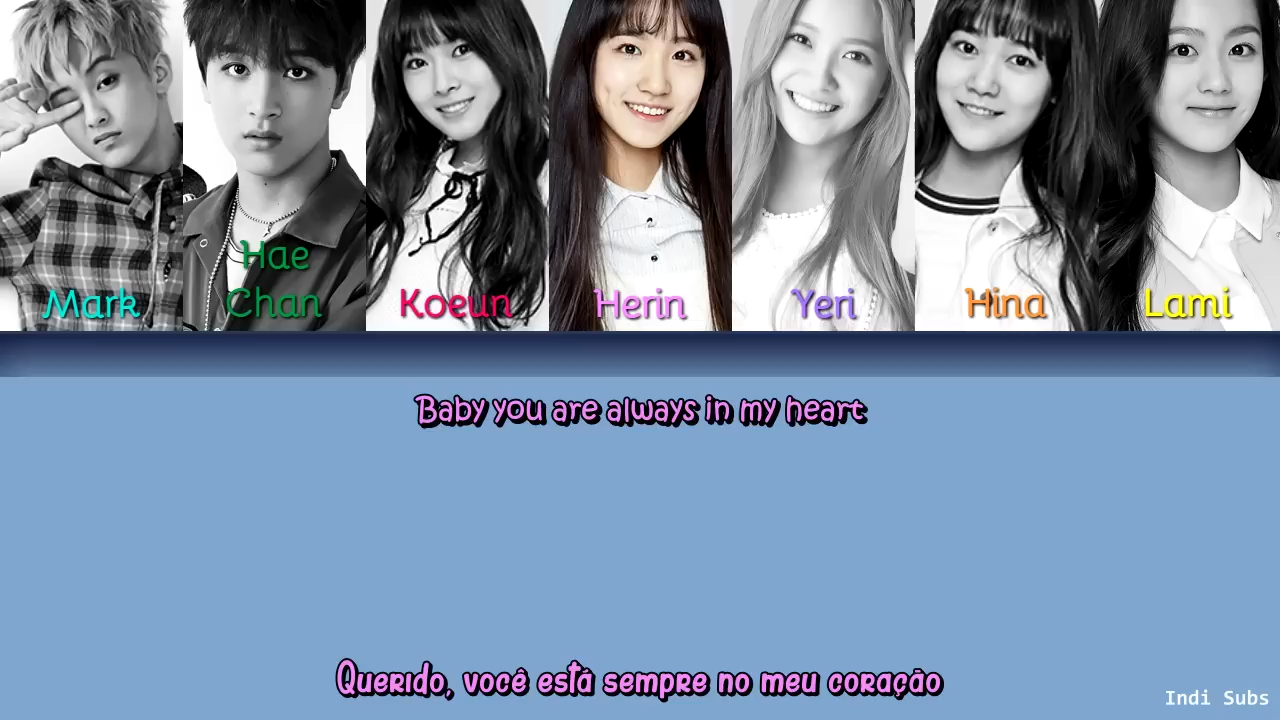 Mark
Hae
Chan
Koeun
Herin
Yeri
Hina
Lami
Baby you are always in my heart
Querido, você está sempre no meu coração
Indi Subs